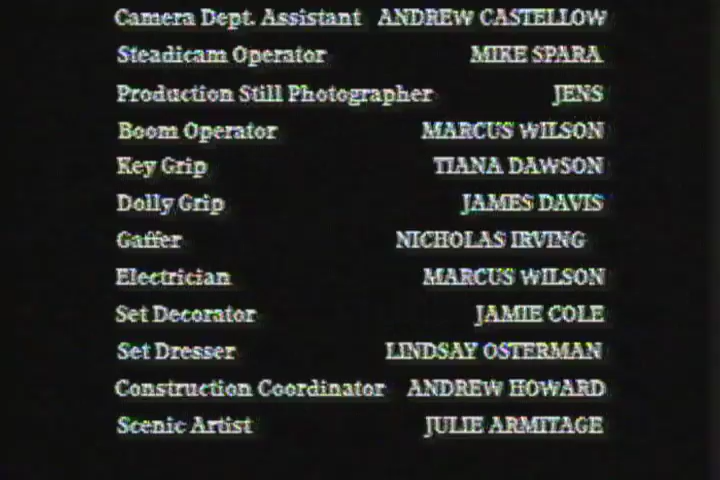 Camera Dept. Assistant ANDREW CASTELLOW
Steadicam Operator MIKE SPARA
Production Still Photographer JENS
Boom Operator MARCUS WILSON
Key Grip TIANA DAWSON
Dolly Grip JAMES DAVIS
Gaffer NICHOLAS IRVING
Electrician MARCUS WILSON
Set Decorator JAMIE COLE
Set Dresser LINDSAY OSTERMAN
Construction Coordinator ANDREW HOWARD
Scenic Artist JULIE ARMITAGE